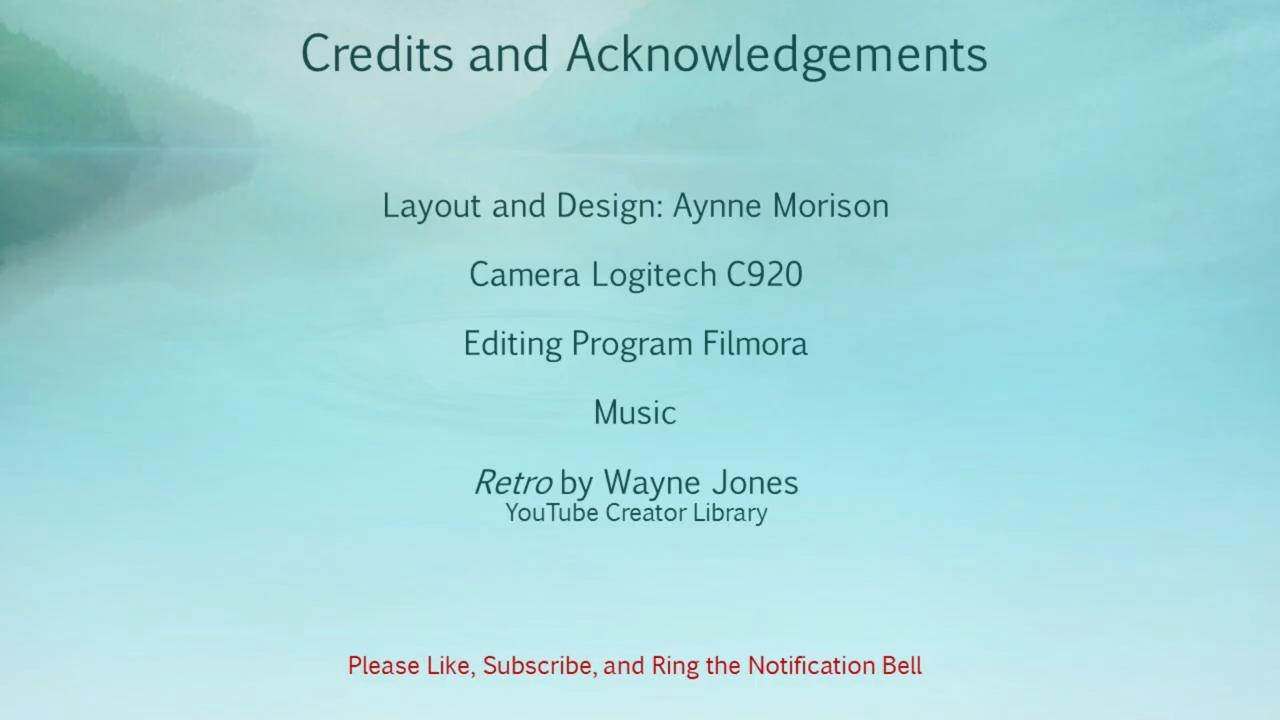 Credits and Acknowledgements
Layout and Design: Aynne Morison
Camera Logitech C920
Editing Program Filmora
Music
Retro by Wayne Jones
YouTube Creator Library
Please Like, Subscribe, and Ring the Notification Bell